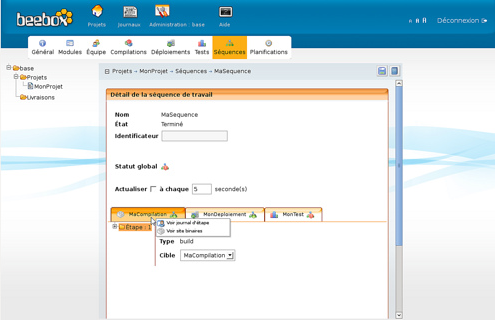 beebox
Projets
Journaux
Administration : base
Aide
A A A
Déconnexion
Général
Modules
Équipe
Compilations
Déploiements
Tests
Séquences
Planifications
base
Projets
MonProjet
Livraisons
Projets - MonProjet - Séquences - MaSequence
Détail de la séquence de travail
Nom MaSequence
État Terminé
Identificateur
Statut global
Actualiser à chaque 5 seconde(s)
MaCompilation
MonDeploiement
MonTest
Étape : 1
Voir journal d'étape
Voir site binaires
Type build
Cible MaCompilation